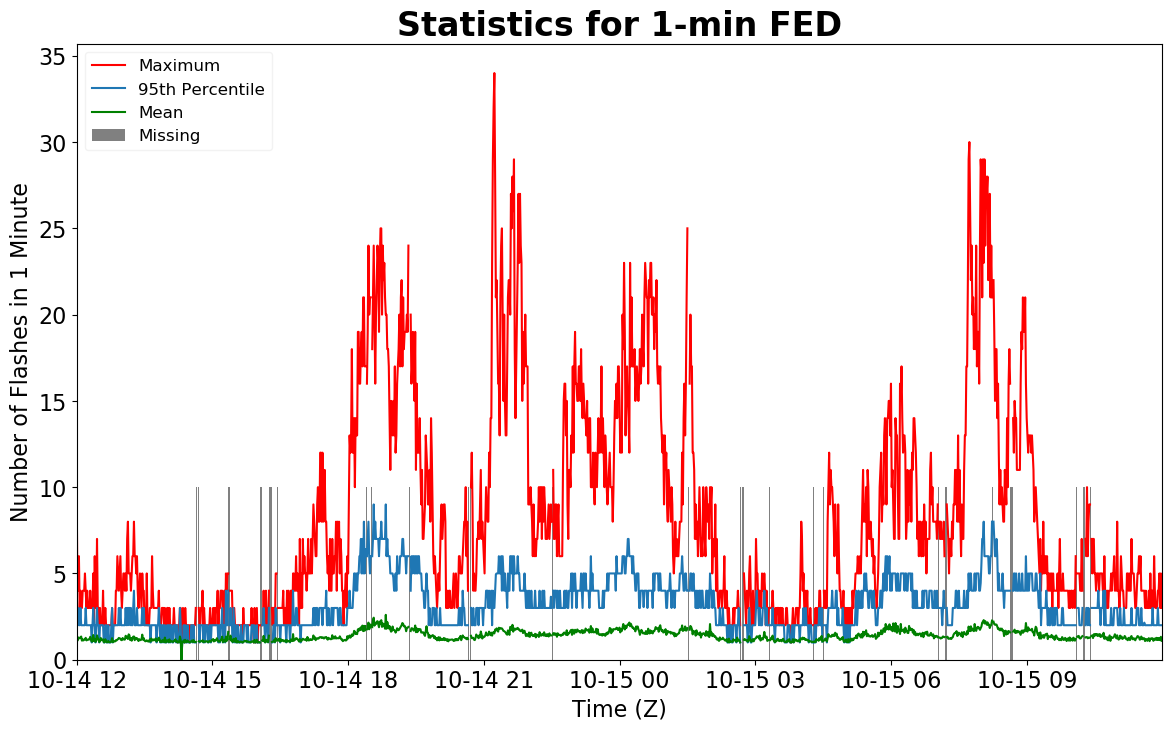 Statistics for 1-min FED
Maximum
95th Percentile
Mean
Missing
Number of Flashes in 1 Minute
35
30
25
20
15
10
5
0
10-14 12
10-14 15
10-14 18
10-14 21
10-15 00
10-15 03
10-15 06
10-15 09
Time (Z)